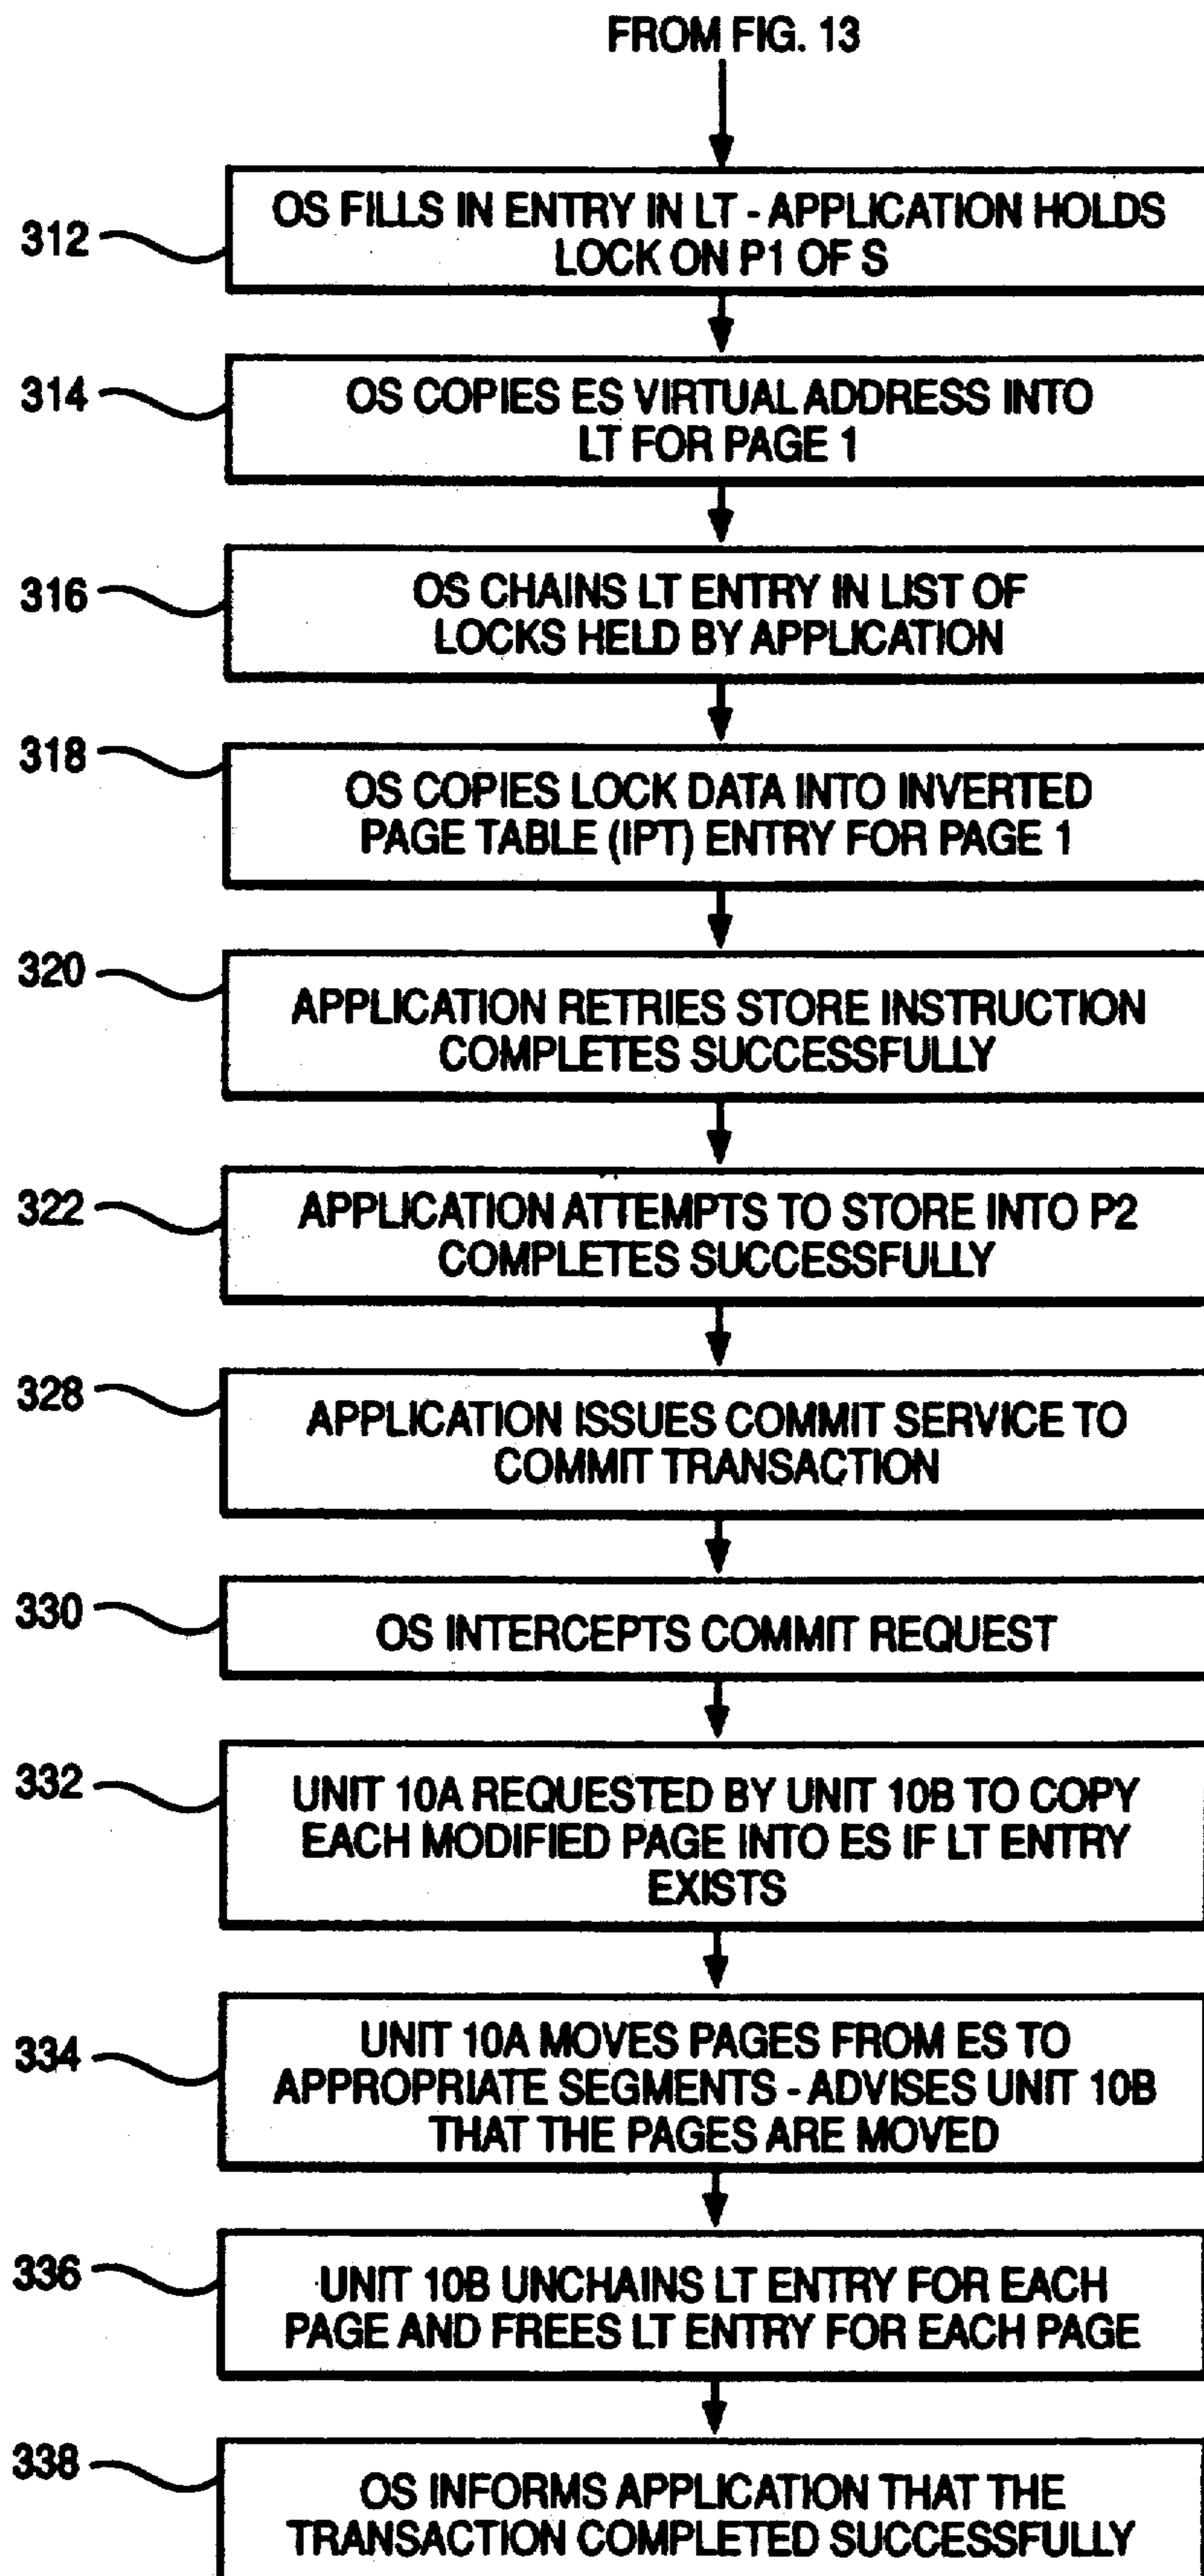 FROM FIG. 13
312
OS FILLS IN ENTRY IN LT - APPLICATION HOLDS
LOCK ON P1 OF S
314
OS COPIES ES VIRTUAL ADDRESS INTO
LT FOR PAGE 1
316
OS CHAINS LT ENTRY IN LIST OF
LOCKS HELD BY APPLICATION
318
OS COPIES LOCK DATA INTO INVERTED
PAGE TABLE (IPT) ENTRY FOR PAGE 1
320
APPLICATION RETRIES STORE INSTRUCTION
COMPLETES SUCCESSFULLY
322
APPLICATION ATTEMPTS TO STORE INTO P2
COMPLETES SUCCESSFULLY
328
APPLICATION ISSUES COMMIT SERVICE TO
COMMIT TRANSACTION
330
OS INTERCEPTS COMMIT REQUEST
332
UNIT 10A REQUESTED BY UNIT 10B TO COPY
EACH MODIFIED PAGE INTO ES IF LT ENTRY
EXISTS
334
UNIT 10A MOVES PAGES FROM ES TO
APPROPRIATE SEGMENTS - ADVISES UNIT 10B
THAT THE PAGES ARE MOVED
336
UNIT 10B UNCHAINS LT ENTRY FOR EACH
PAGE AND FREES LT ENTRY FOR EACH PAGE
338
OS INFORMS APPLICATION THAT THE
TRANSACTION COMPLETED SUCCESSFULLY